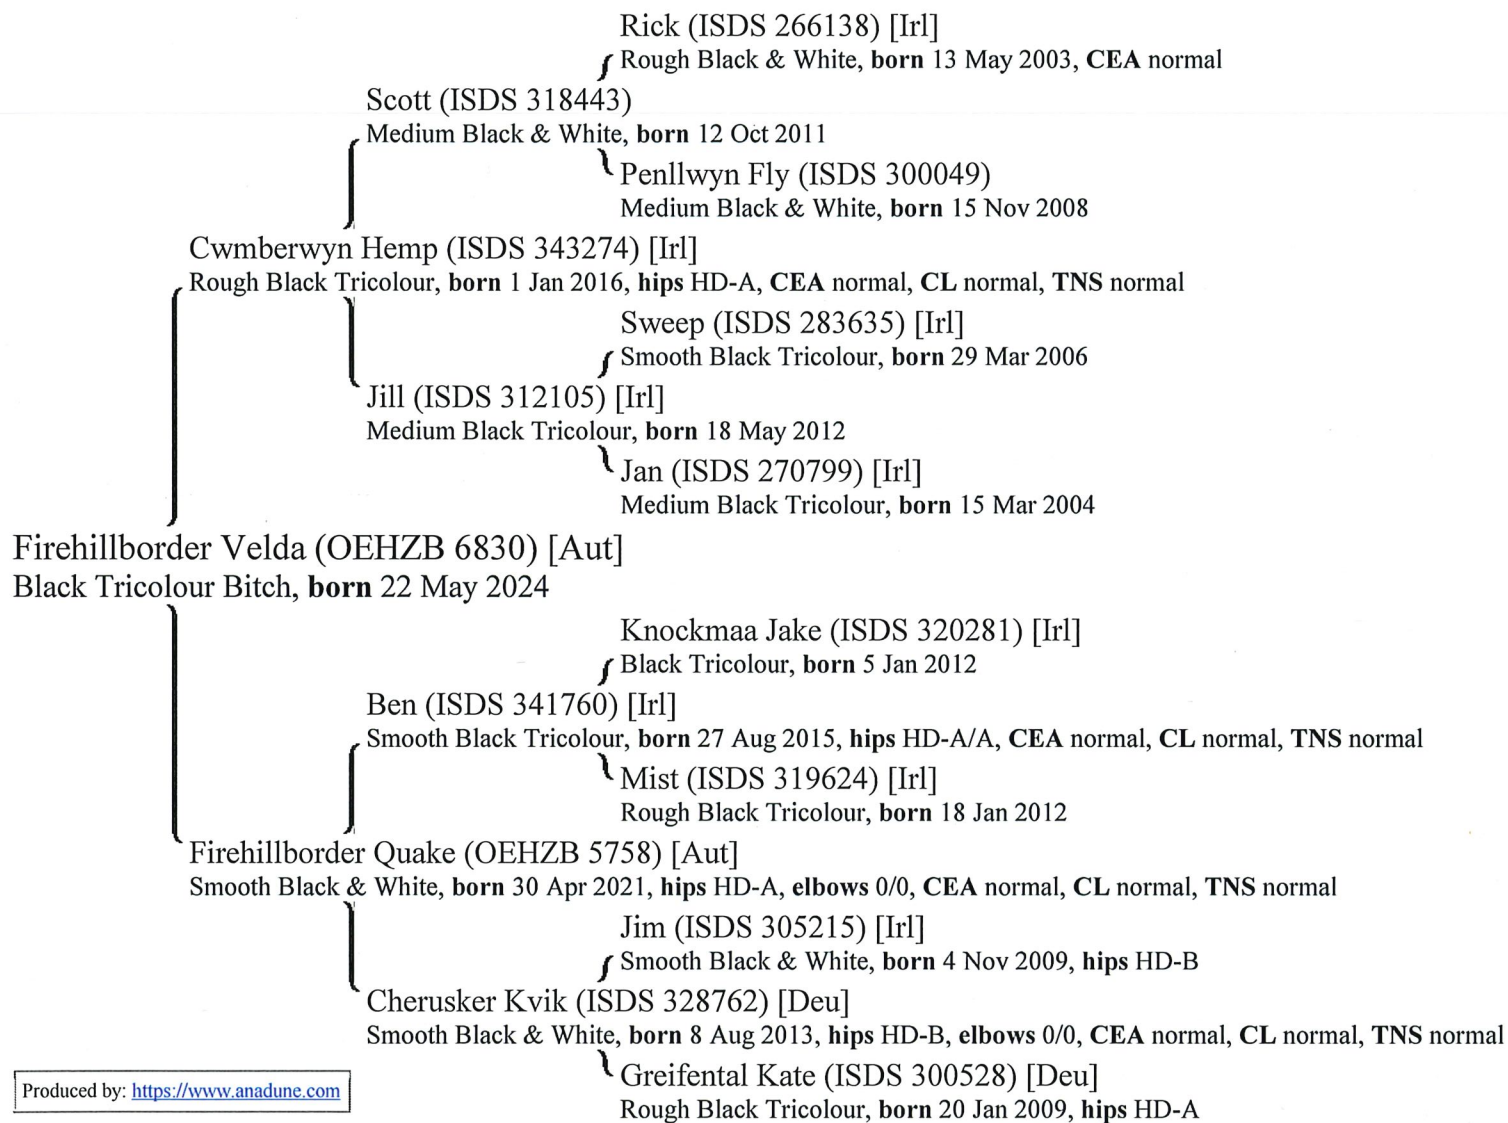 Rick (ISDS 266138) [Irl]
Rough Black & White, born 13 May 2003, CEA normal
Scott (ISDS 318443)
Medium Black & White, born 12 Oct 2011
Penllwyn Fly (ISDS 300049)
Medium Black & White, born 15 Nov 2008
Cwmberwyn Hemp (ISDS 343274) [Irl]
Rough Black Tricolour, born 1 Jan 2016, hips HD-A, CEA normal, CL normal, TNS normal
Sweep (ISDS 283635) [Irl]
Smooth Black Tricolour, born 29 Mar 2006
Jill (ISDS 312105) [Irl]
Medium Black Tricolour, born 18 May 2012
Jan (ISDS 270799) [Irl]
Medium Black Tricolour, born 15 Mar 2004
Firehillborder Velda (OEHZB 6830) [Aut]
Black Tricolour Bitch, born 22 May 2024
Knockmaa Jake (ISDS 320281) [Irl]
Black Tricolour, born 5 Jan 2012
Ben (ISDS 341760) [Irl]
Smooth Black Tricolour, born 27 Aug 2015, hips HD-A/A, CEA normal, CL normal, TNS normal
Mist (ISDS 319624) [Irl]
Rough Black Tricolour, born 18 Jan 2012
Firehillborder Quake (OEHZB 5758) [Aut]
Smooth Black & White, born 30 Apr 2021, hips HD-A, elbows 0/0, CEA normal, CL normal, TNS normal
Jim (ISDS 305215) [Irl]
Smooth Black & White, born 4 Nov 2009, hips HD-B
Cherusker Kvik (ISDS 328762) [Deu]
Smooth Black & White, born 8 Aug 2013, hips HD-B, elbows 0/0, CEA normal, CL normal, TNS normal
Greifental Kate (ISDS 300528) [Deu]
Rough Black Tricolour, born 20 Jan 2009, hips HD-A
Produced by: https://www.anadune.com